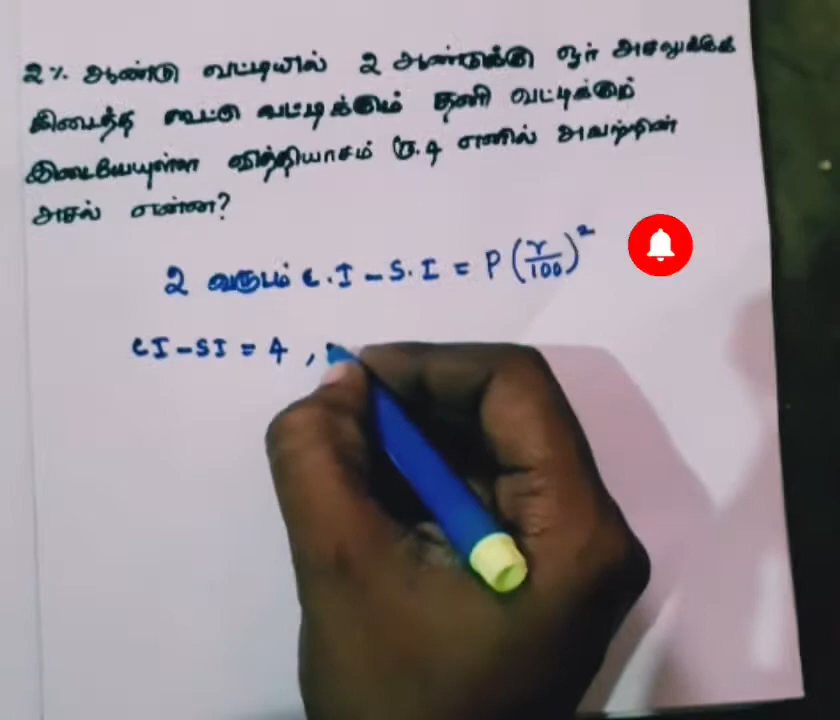 2% ஆண்டு வட்டியில் 2 ஆண்டுக்கு ஓர் அசலுக்குக்
கிடைத்த கூட்டு வட்டிக்கும் தனி வட்டிக்கும்
இடையேயுள்ள வித்தியாசம் ரூ.4 எனில் அவற்றின்
அசல் என்ன?
2 வருடம் C.I - S.I = P (r/100)²
CI - SI = 4 ,